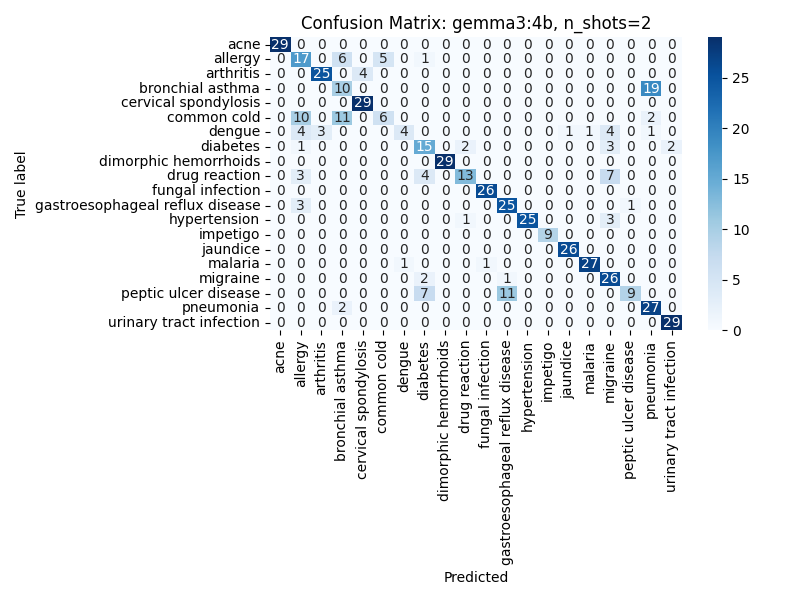 Confusion Matrix: gemma3:4b, n_shots=2
True label
acne 29 0 0 0 0 0 0 0 0 0 0 0 0 0 0 0 0 0 0 0
allergy 0 17 0 6 0 5 0 1 0 0 0 0 0 0 0 0 0 0 0 0
arthritis 0 0 25 0 4 0 0 0 0 0 0 0 0 0 0 0 0 0 0 0
bronchial asthma 0 0 0 10 0 0 0 0 0 0 0 0 0 0 0 0 0 0 19 0
cervical spondylosis 0 0 0 0 29 0 0 0 0 0 0 0 0 0 0 0 0 0 0 0
common cold 0 10 0 11 0 6 0 0 0 0 0 0 0 0 0 0 0 0 2 0
dengue 0 4 3 0 0 0 4 0 0 0 0 0 0 0 1 1 4 0 1 0
diabetes 0 1 0 0 0 0 0 15 0 2 0 0 0 0 0 0 3 0 0 2
dimorphic hemorrhoids 0 0 0 0 0 0 0 0 29 0 0 0 0 0 0 0 0 0 0 0
drug reaction 0 3 0 0 0 0 0 4 0 13 0 0 0 0 0 0 7 0 0 0
fungal infection 0 0 0 0 0 0 0 0 0 0 26 0 0 0 0 0 0 0 0 0
gastroesophageal reflux disease 0 3 0 0 0 0 0 0 0 0 0 25 0 0 0 0 0 1 0 0
hypertension 0 0 0 0 0 0 0 0 0 1 0 0 25 0 0 0 3 0 0 0
impetigo 0 0 0 0 0 0 0 0 0 0 0 0 0 9 0 0 0 0 0 0
jaundice 0 0 0 0 0 0 0 0 0 0 0 0 0 0 26 0 0 0 0 0
malaria 0 0 0 0 0 0 1 0 0 0 1 0 0 0 0 27 0 0 0 0
migraine 0 0 0 0 0 0 0 2 0 0 0 1 0 0 0 0 26 0 0 0
peptic ulcer disease 0 0 0 0 0 0 0 7 0 0 0 11 0 0 0 0 0 9 0 0
pneumonia 0 0 0 2 0 0 0 0 0 0 0 0 0 0 0 0 0 0 27 0
urinary tract infection 0 0 0 0 0 0 0 0 0 0 0 0 0 0 0 0 0 0 0 29
acne
allergy
arthritis
bronchial asthma
cervical spondylosis
common cold
dengue
diabetes
dimorphic hemorrhoids
drug reaction
fungal infection
gastroesophageal reflux disease
hypertension
impetigo
jaundice
malaria
migraine
peptic ulcer disease
pneumonia
urinary tract infection
Predicted
25
20
15
10
5
0